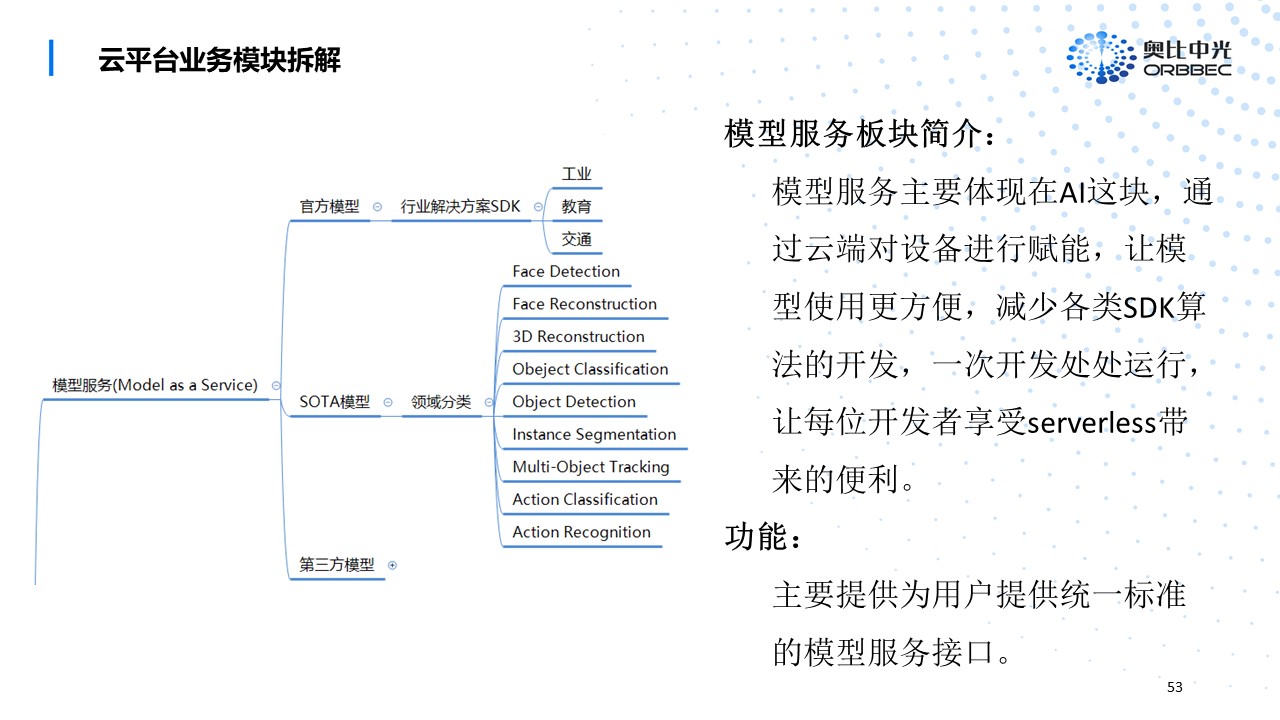 云平台业务模块拆解
奥比中光
ORBBEC
模型服务(Model as a Service)
官方模型
行业解决方案SDK
工业
教育
交通
SOTA模型
领域分类
Face Detection
Face Reconstruction
3D Reconstruction
Obeject Classification
Object Detection
Instance Segmentation
Multi-Object Tracking
Action Classification
Action Recognition
第三方模型
模型服务板块简介：
模型服务主要体现在AI这块，通
过云端对设备进行赋能，让模
型使用更方便，减少各类SDK算
法的开发，一次开发处处运行，
让每位开发者享受serverless带
来的便利。
功能：
主要提供为用户提供统一标准
的模型服务接口。
53